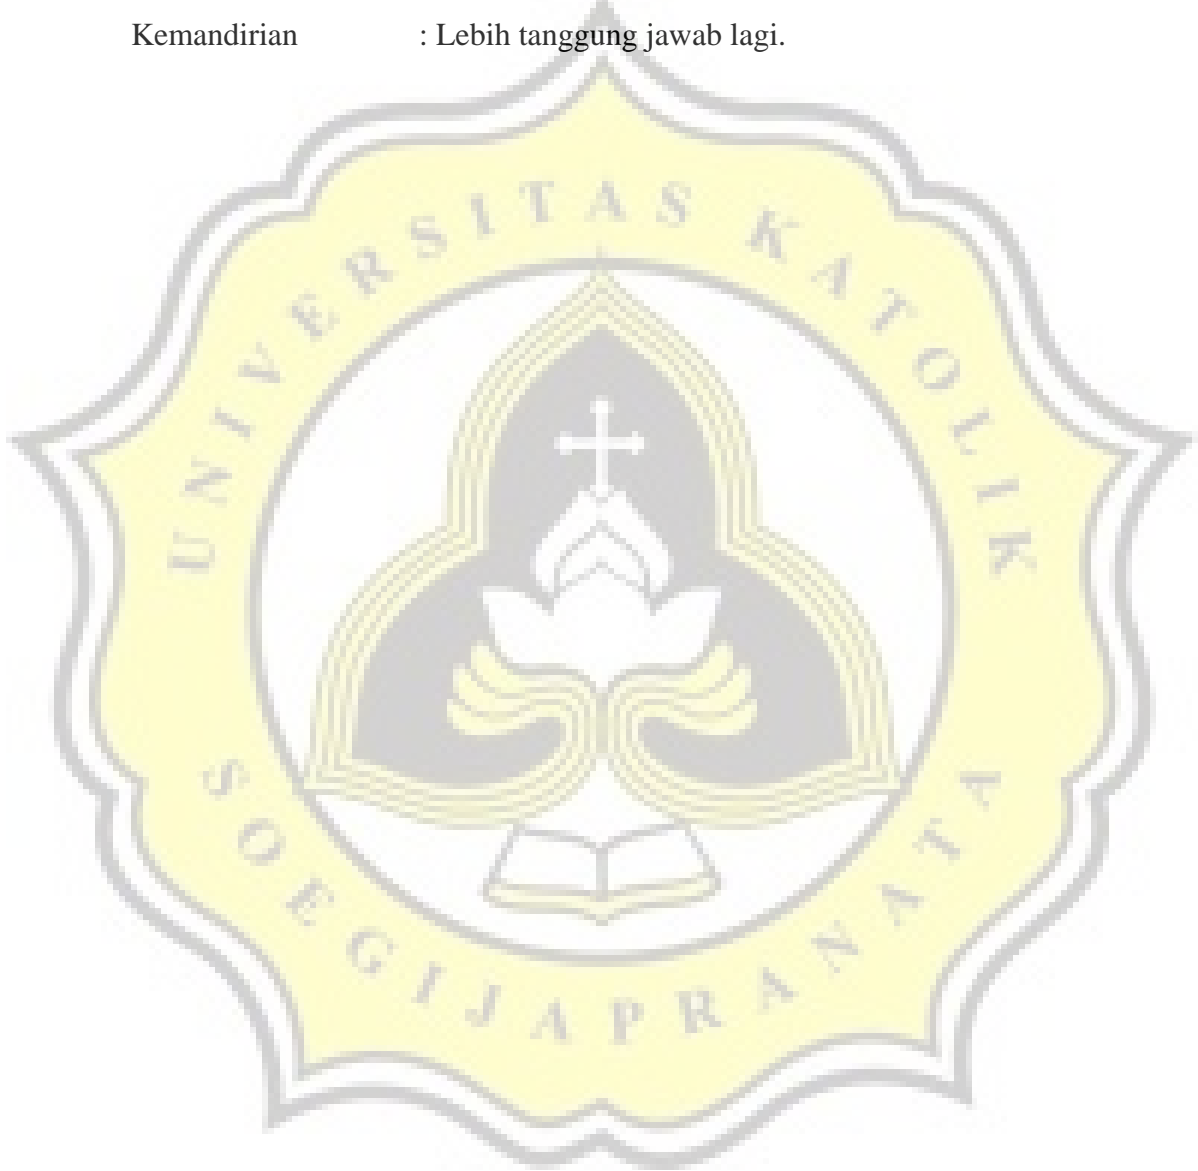 Kemandirian : Lebih tanggung jawab lagi.
UNIVERSITAS KATOLIK
SOEGIJAPRANATA